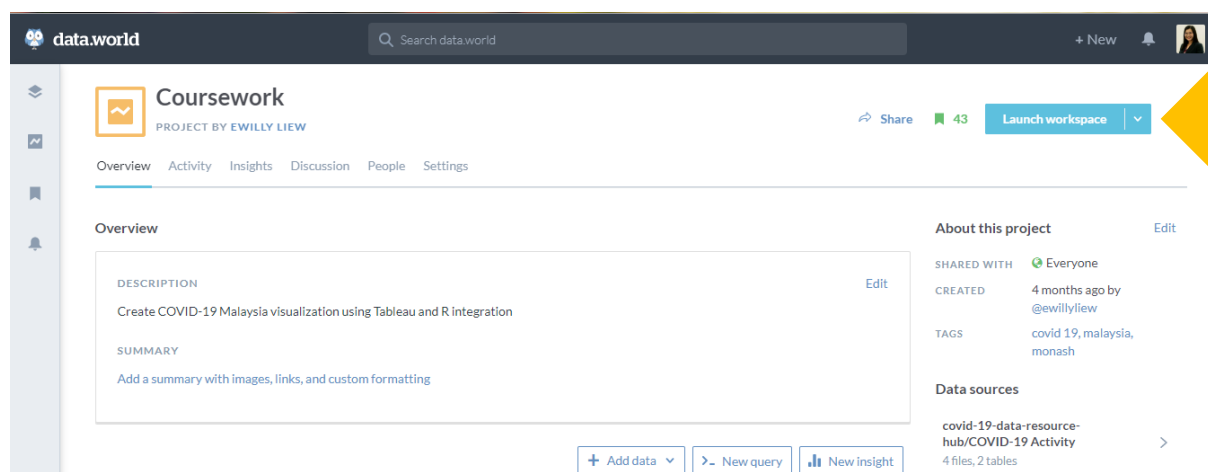 data.world
Search data.world
+ New
Coursework
PROJECT BY EWILLY LIEW
Share
43
Launch workspace
Overview Activity Insights Discussion People Settings
Overview
DESCRIPTION
Edit
Create COVID-19 Malaysia visualization using Tableau and R integration
SUMMARY
Add a summary with images, links, and custom formatting
+ Add data
>_ New query
New insight
About this project
Edit
SHARED WITH Everyone
CREATED 4 months ago by
@ewillyliew
TAGS covid 19, malaysia,
monash
Data sources
covid-19-data-resource-
hub/COVID-19 Activity
4 files, 2 tables